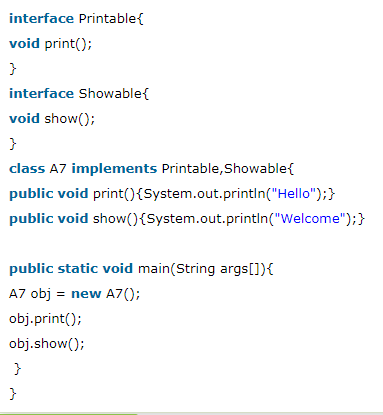 interface Printable{
void print();
}
interface Showable{
void show();
}
class A7 implements Printable,Showable{
public void print(){System.out.println("Hello");}
public void show(){System.out.println("Welcome");}
public static void main(String args[]){
A7 obj = new A7();
obj.print();
obj.show();
}
}